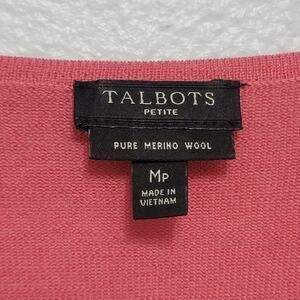 TALBOTS
PETITE
PURE MERINO WOOL
MP
MADE IN
VIETNAM